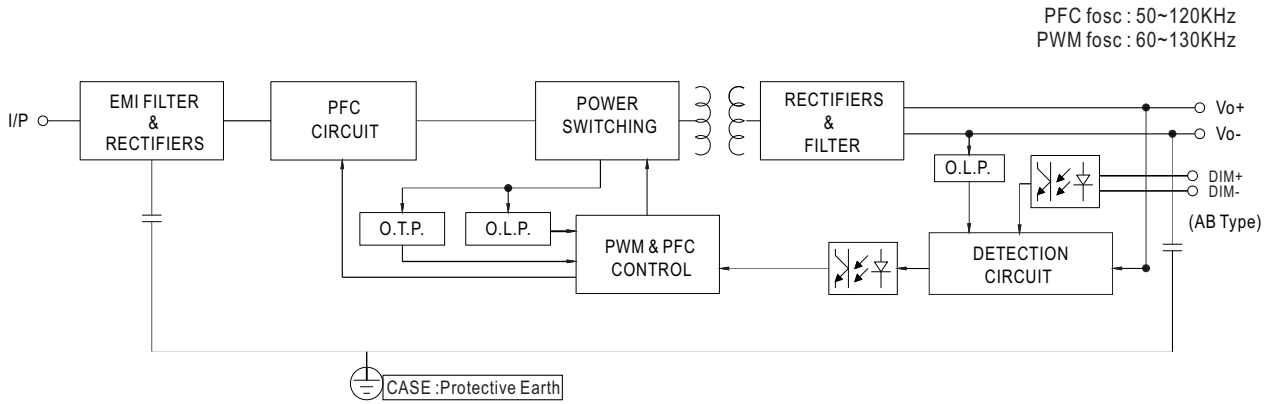 PFC fosc : 50~120KHz
PWM fosc : 60~130KHz
I/P
EMI FILTER
&
RECTIFIERS
PFC
CIRCUIT
POWER
SWITCHING
RECTIFIERS
&
FILTER
Vo+
Vo-
O.L.P.
DIM+
DIM-
(AB Type)
O.T.P.
O.L.P.
PWM & PFC
CONTROL
DETECTION
CIRCUIT
CASE :Protective Earth